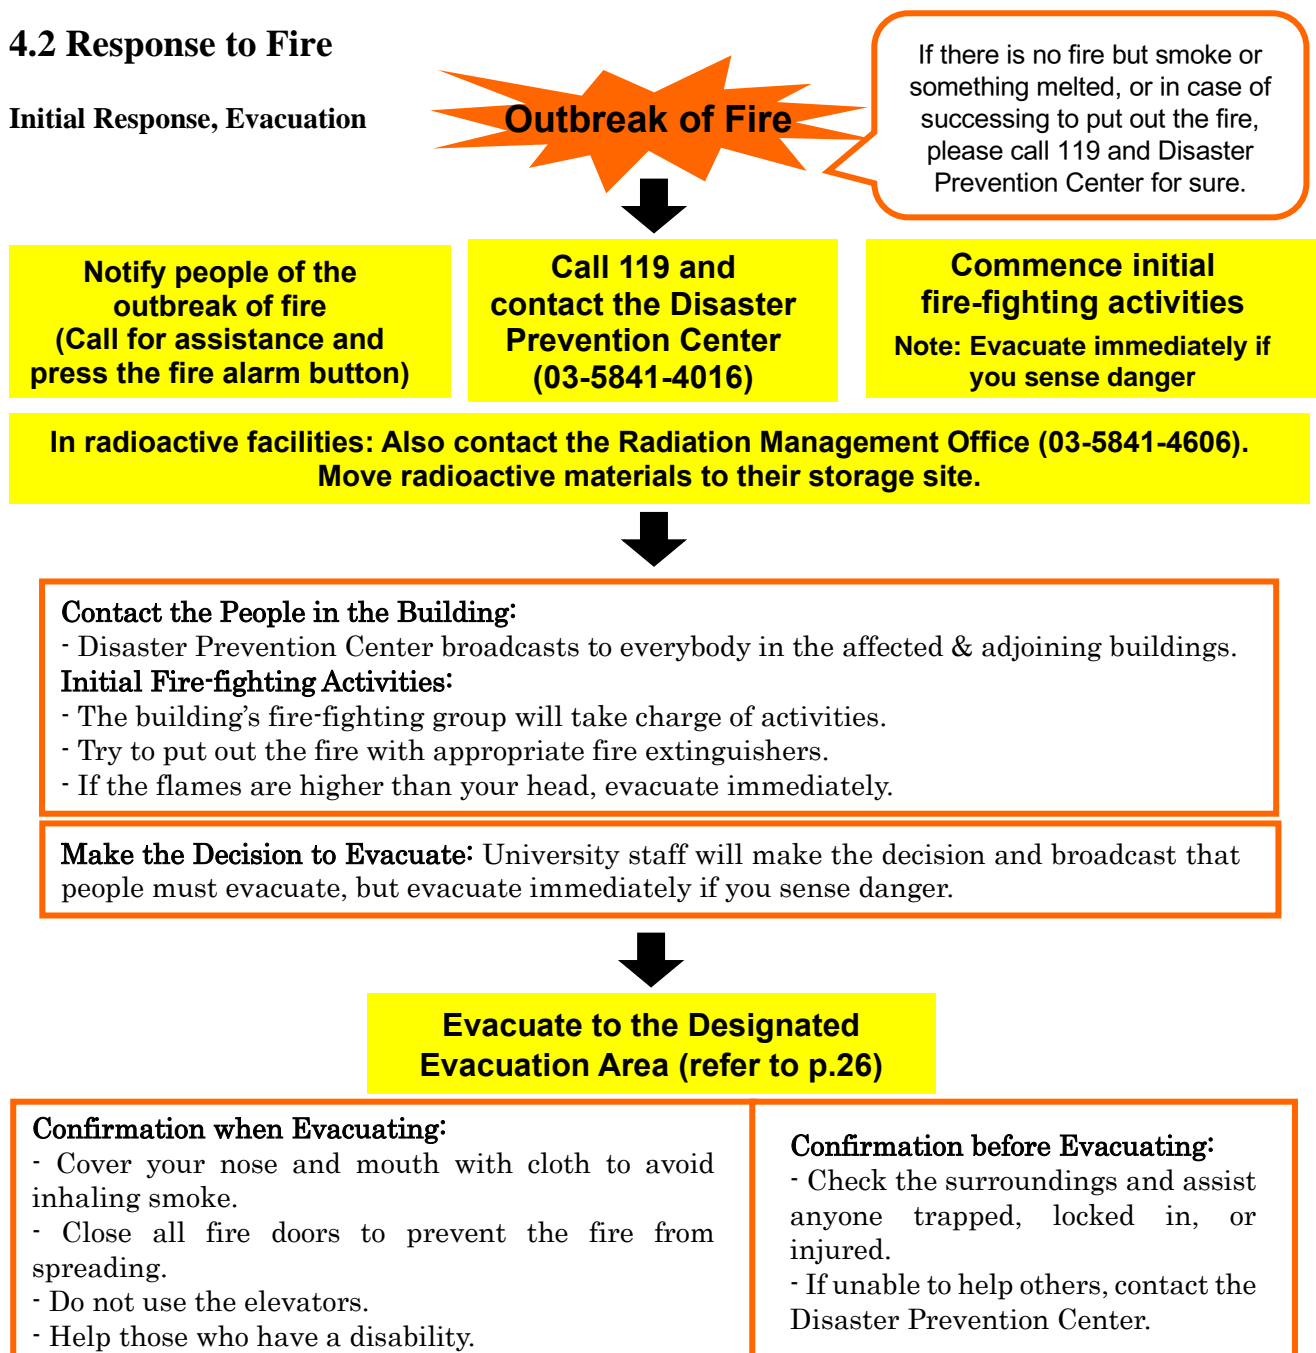 4.2 Response to Fire
Initial Response, Evacuation
Outbreak of Fire
If there is no fire but smoke or
something melted, or in case of
successing to put out the fire,
please call 119 and Disaster
Prevention Center for sure.
Notify people of the
outbreak of fire
(Call for assistance and
press the fire alarm button)
Call 119 and
contact the Disaster
Prevention Center
(03-5841-4016)
Commence initial
fire-fighting activities
Note: Evacuate immediately if
you sense danger
In radioactive facilities: Also contact the Radiation Management Office (03-5841-4606).
Move radioactive materials to their storage site.
Contact the People in the Building:
- Disaster Prevention Center broadcasts to everybody in the affected & adjoining buildings.
Initial Fire-fighting Activities:
- The building’s fire-fighting group will take charge of activities.
- Try to put out the fire with appropriate fire extinguishers.
- If the flames are higher than your head, evacuate immediately.
Make the Decision to Evacuate: University staff will make the decision and broadcast that
people must evacuate, but evacuate immediately if you sense danger.
Evacuate to the Designated
Evacuation Area (refer to p.26)
Confirmation when Evacuating:
- Cover your nose and mouth with cloth to avoid
inhaling smoke.
- Close all fire doors to prevent the fire from
spreading.
- Do not use the elevators.
- Help those who have a disability.
Confirmation before Evacuating:
- Check the surroundings and assist
anyone trapped, locked in, or
injured.
- If unable to help others, contact the
Disaster Prevention Center.